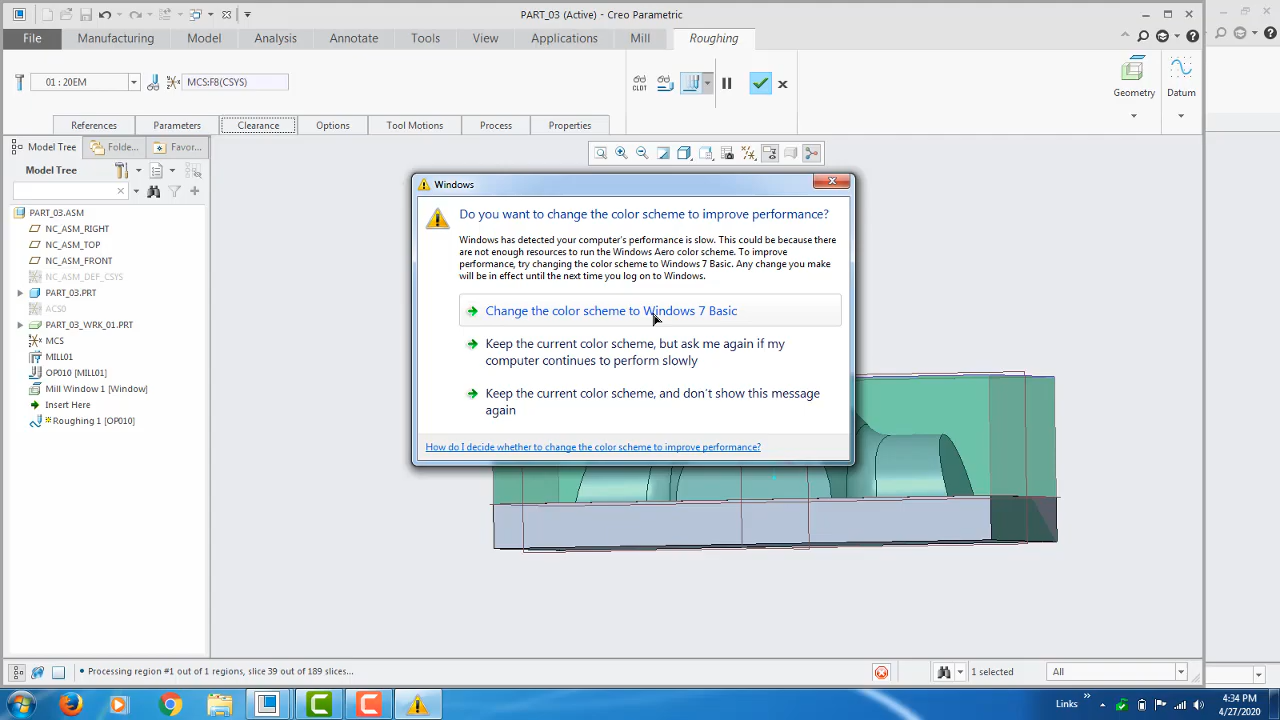 PART_03 (Active) - Creo Parametric
File Manufacturing Model Analysis Annotate Tools View Applications Mill Roughing
01 : 20EM MCS:F8(CSYS)
CLDT
Geometry Datum
References Parameters Clearance Options Tool Motions Process Properties
Model Tree Folde... Favor...
Model Tree
PART_03.ASM
NC_ASM_RIGHT
NC_ASM_TOP
NC_ASM_FRONT
NC_ASM_DEF_CSYS
PART_03.PRT
ACS0
PART_03_WRK_01.PRT
MCS
MILL01
OP010 [MILL01]
Mill Window 1 [Window]
Insert Here
Roughing 1 [OP010]
Windows
Do you want to change the color scheme to improve performance?
Windows has detected your computer's performance is slow. This could be because there
are not enough resources to run the Windows Aero color scheme. To improve
performance, try changing the color scheme to Windows 7 Basic. Any change you make
will be in effect until the next time you log on to Windows.
Change the color scheme to Windows 7 Basic
Keep the current color scheme, but ask me again if my
computer continues to perform slowly
Keep the current color scheme, and don't show this message
again
How do I decide whether to change the color scheme to improve performance?
Processing region #1 out of 1 regions, slice 39 out of 189 slices...
1 selected All
Links
4:34 PM
4/27/2020